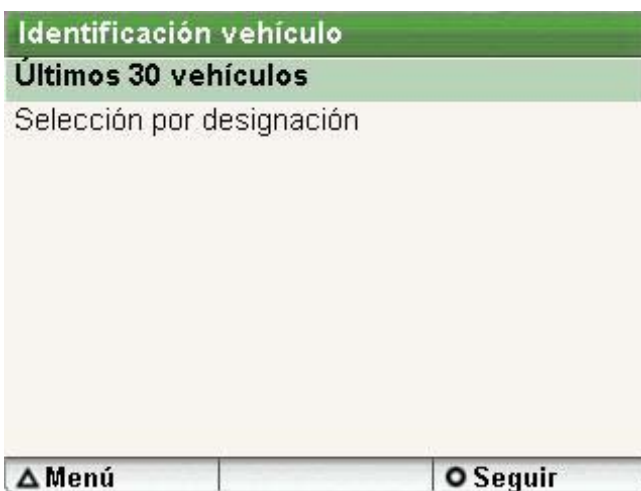 Identificación vehículo
Últimos 30 vehículos
Selección por designación
Menú Seguir